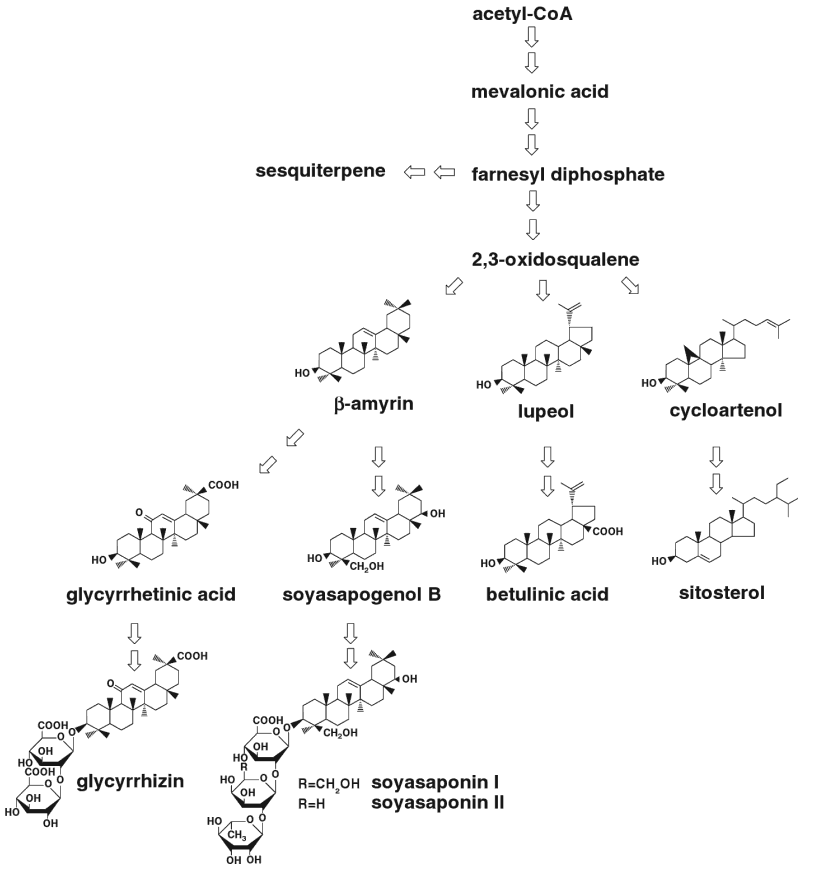 acetyl-CoA
mevalonic acid
sesquiterpene
farnesyl diphosphate
2,3-oxidosqualene
HO
HO
HO
β-amyrin
lupeol
cycloartenol
COOH
O
OH
COOH
HO
HO
CH2OH
HO
HO
glycyrrhetinic acid
soyasapogenol B
betulinic acid
sitosterol
COOH
O
OH
COOH
O
COOH
O
CH2OH
O
OH
HO
O
OH
HO
COOH
O
O
R
HO
O
O
OH
HO
OH
glycyrrhizin
OH
R=CH2OH soyasaponin I
R=H soyasaponin II
O
HO
O
CH3
OH OH